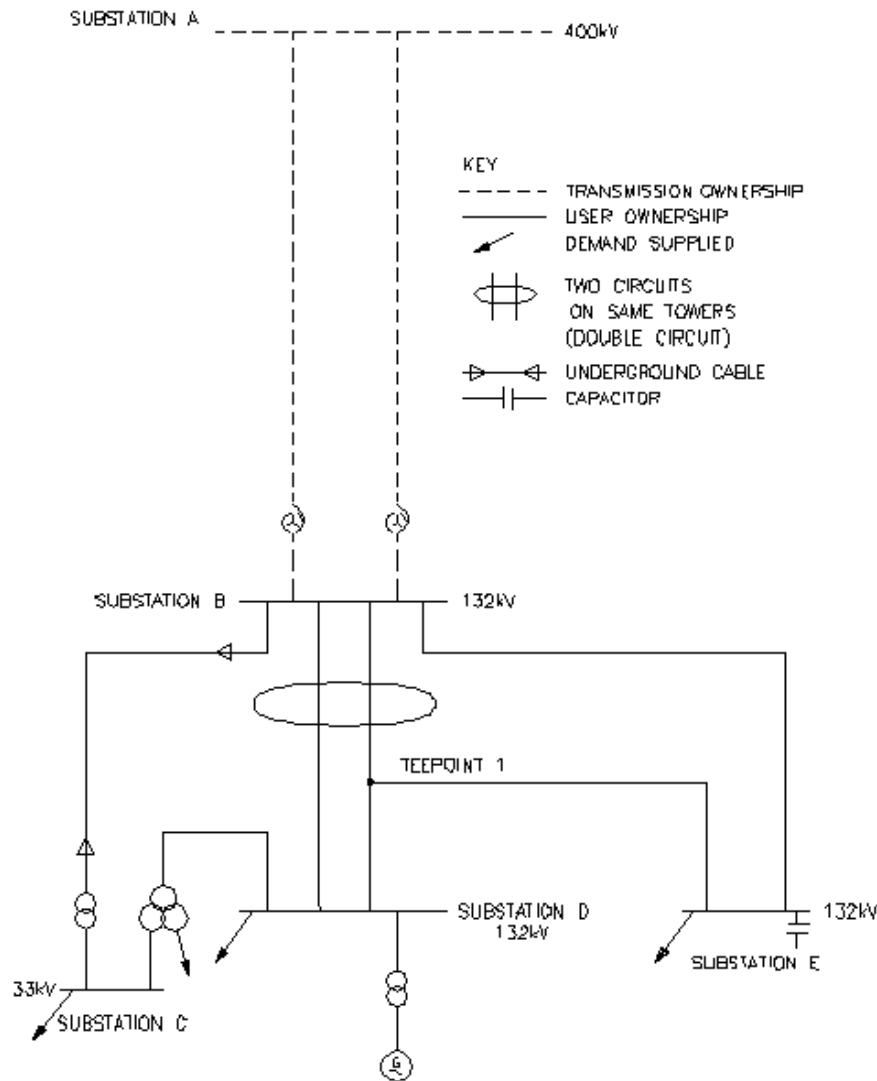 SUBSTATION A
400kV
KEY
TRANSMISSION OWNERSHIP
USER OWNERSHIP
DEMAND SUPPLIED
TWO CIRCUITS
ON SAME TOWERS
(DOUBLE CIRCUIT)
UNDERGROUND CABLE
CAPACITOR
SUBSTATION B
132kV
TEEPOINT 1
SUBSTATION D
132kV
132kV
SUBSTATION E
33kV
SUBSTATION C
G